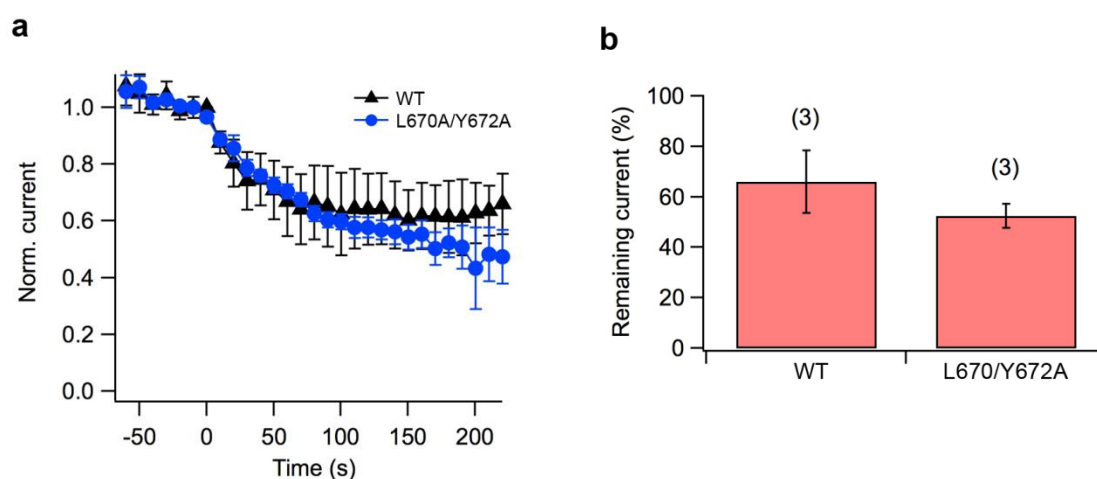 a
Norm. current
1.0
0.8
0.6
0.4
0.2
0.0
WT
L670A/Y672A
-50 0 50 100 150 200
Time (s)
b
Remaining current (%)
100
80
60
40
20
0
(3)
(3)
WT L670/Y672A